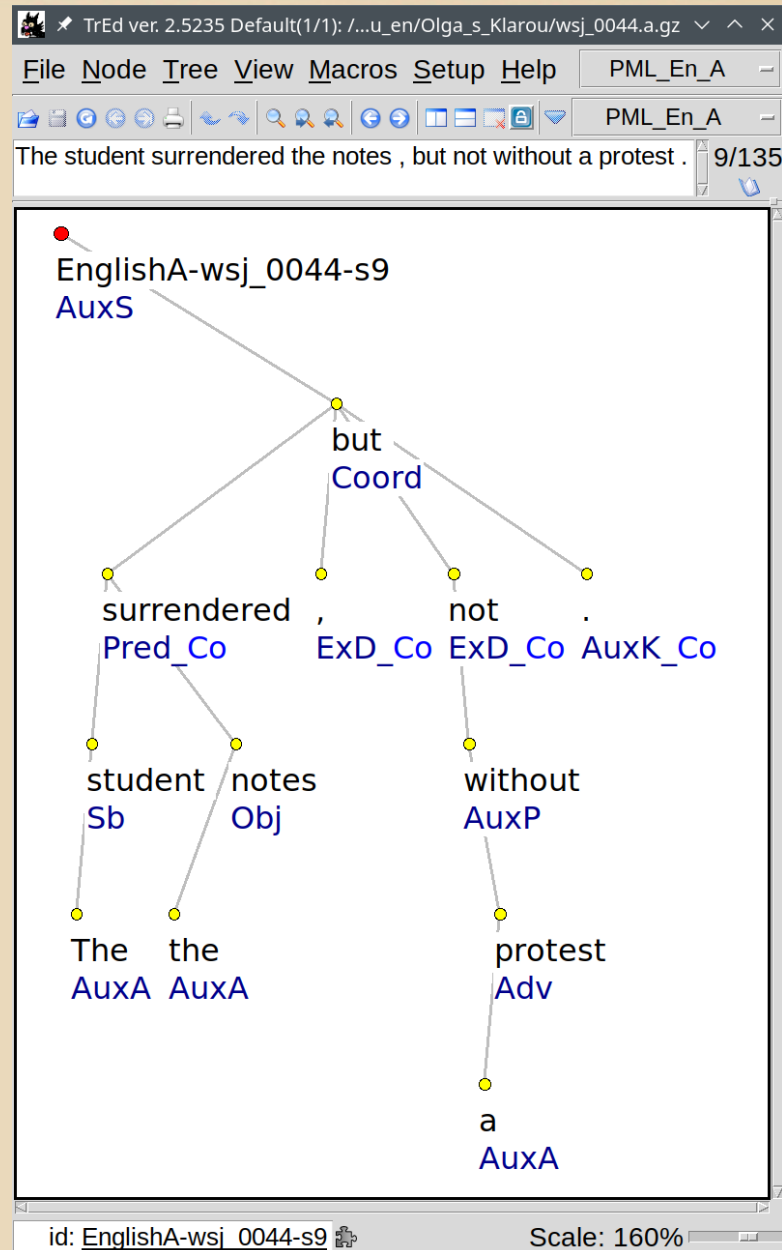 TrEd ver. 2.5235 Default(1/1): /...u_en/Olga_s_Klarou/wsj_0044.a.gz
File Node Tree View Macros Setup Help PML_En_A
PML_En_A
The student surrendered the notes , but not without a protest . 9/135
EnglishA-wsj_0044-s9
AuxS
but
Coord
surrendered , not .
Pred_Co ExD_Co ExD_Co AuxK_Co
student notes without
Sb Obj AuxP
The the protest
AuxA AuxA Adv
a
AuxA
id: EnglishA-wsj_0044-s9 Scale: 160%